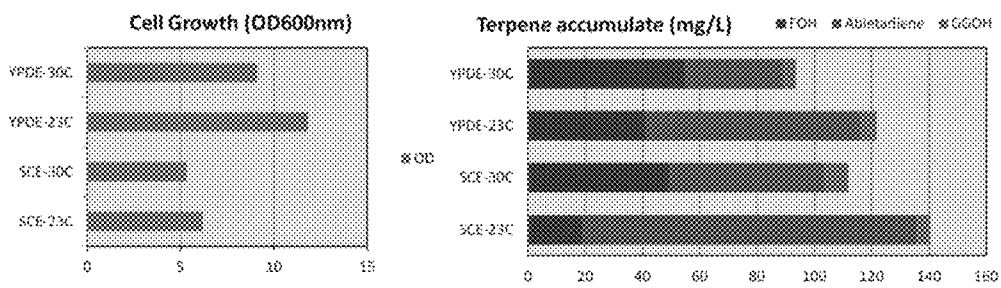 Cell Growth (OD600nm)
YPDE-30C
YPDE-23C
SCE-30C
SCE-23C
0 5 10 15
OD
Terpene accumulate (mg/L)
FOH Abietadiene GGOH
YPDE-30C
YPDE-23C
SCE-30C
SCE-23C
0 20 40 60 80 100 120 140 160